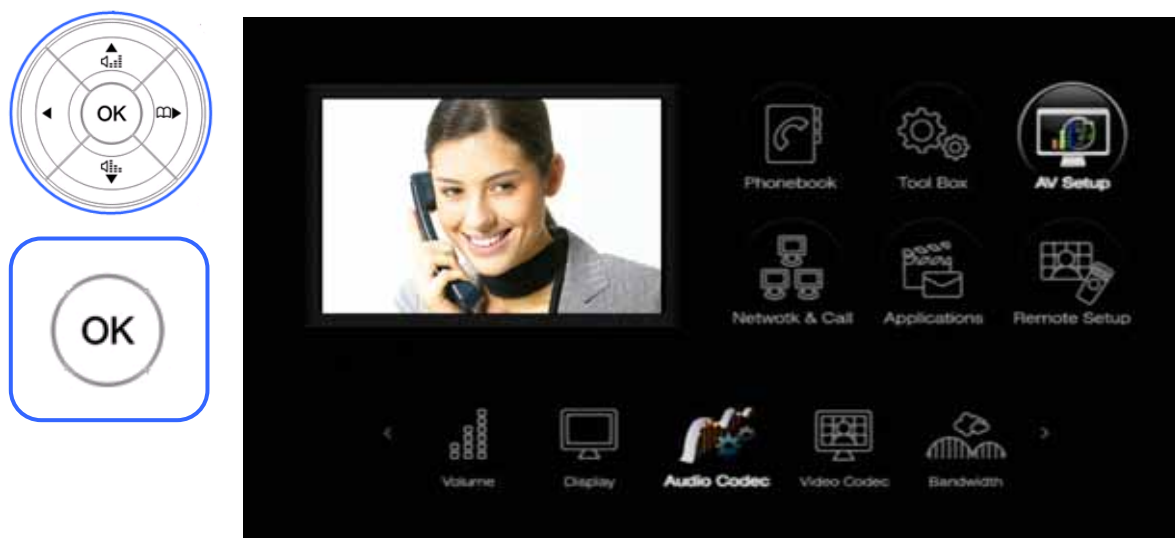 OK
OK
Phonebook Tool Box AV Setup
Netwotk & Call Applications Remote Setup
Volume Display Audio Codec Video Codec Bandwidth